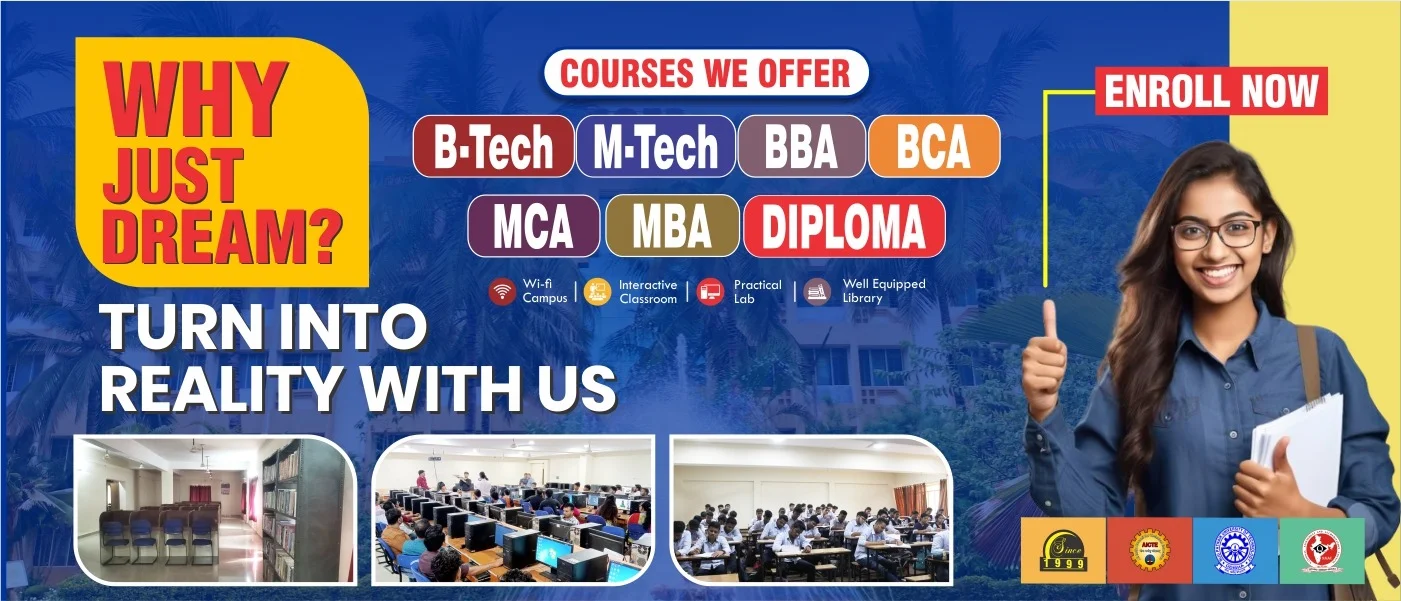 WHY
JUST
DREAM?
TURN INTO
REALITY WITH US
COURSES WE OFFER
B-Tech M-Tech BBA BCA
MCA MBA DIPLOMA
Wi-fi
Campus
Interactive
Classroom
Practical
Lab
Well Equipped
Library
ENROLL NOW
Since
1999
AICTE